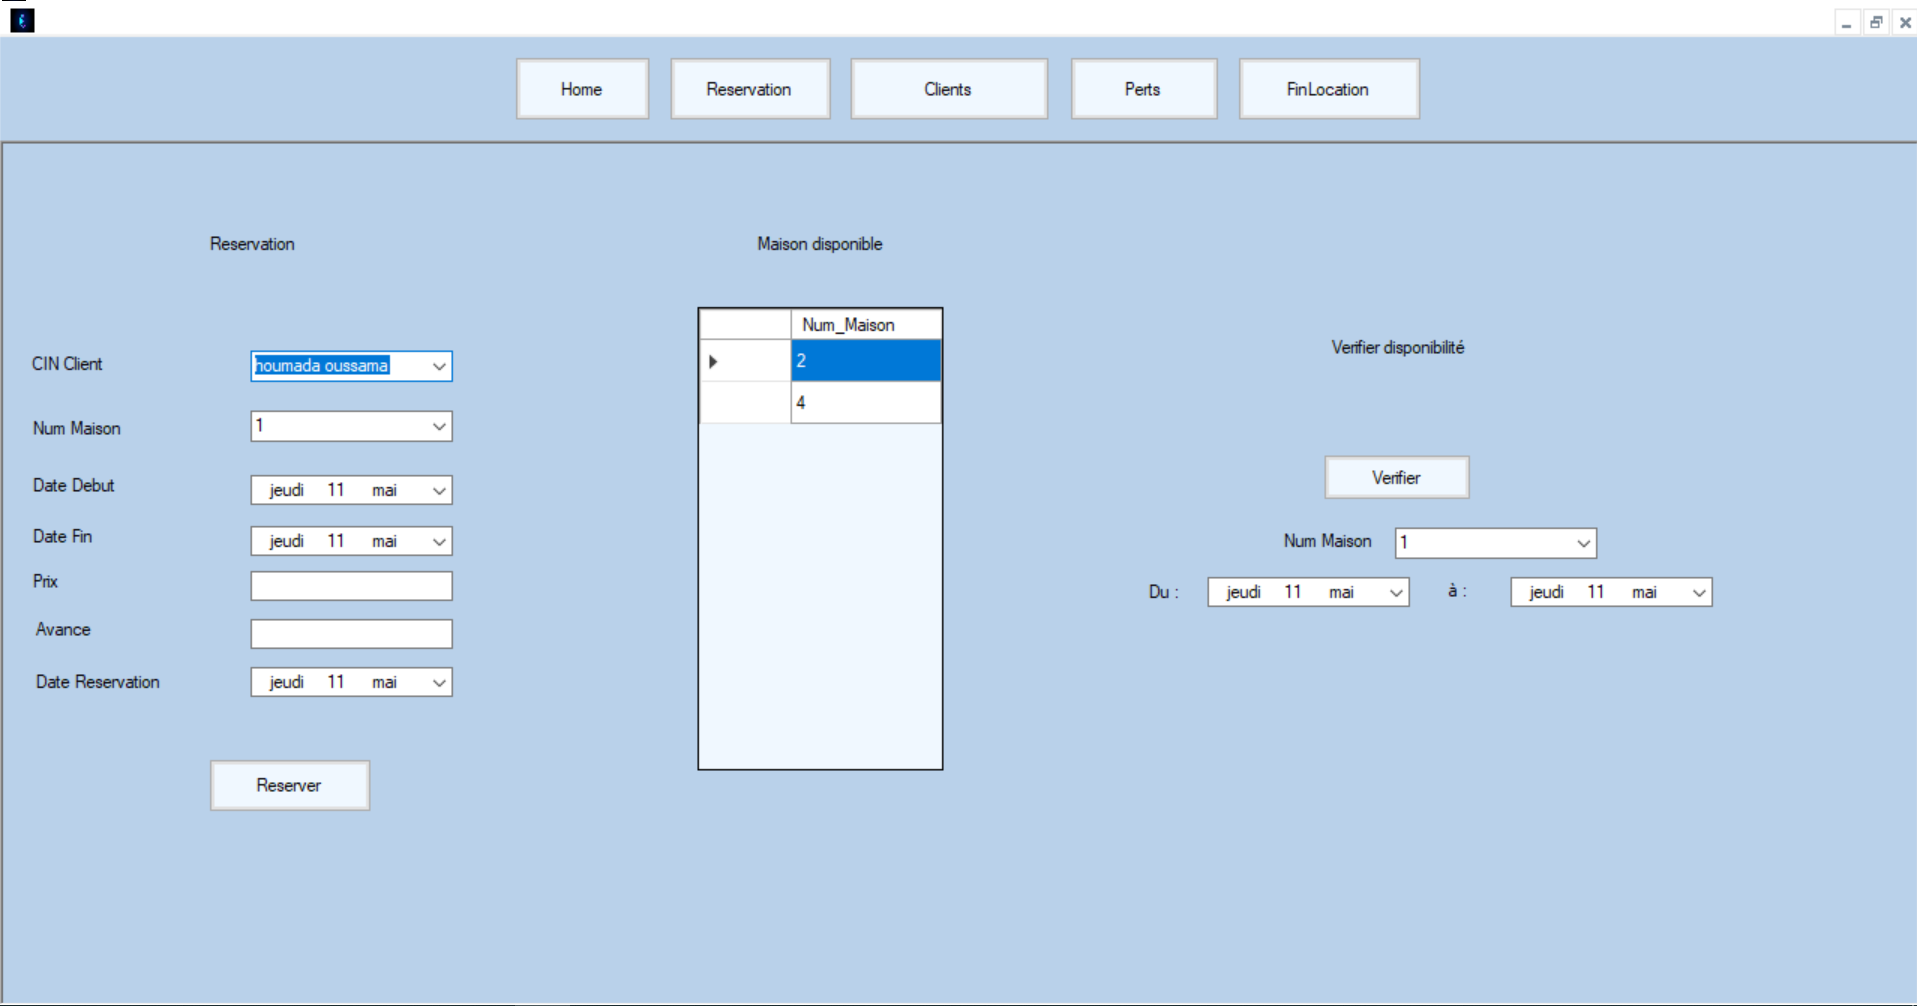 Home Reservation Clients Perts FinLocation
Reservation
CIN Client houmada oussama
Num Maison 1
Date Debut jeudi 11 mai
Date Fin jeudi 11 mai
Prix
Avance
Date Reservation jeudi 11 mai
Reserver
Maison disponible
Num_Maison
2
4
Verifier disponibilité
Verifier
Num Maison 1
Du : jeudi 11 mai à : jeudi 11 mai